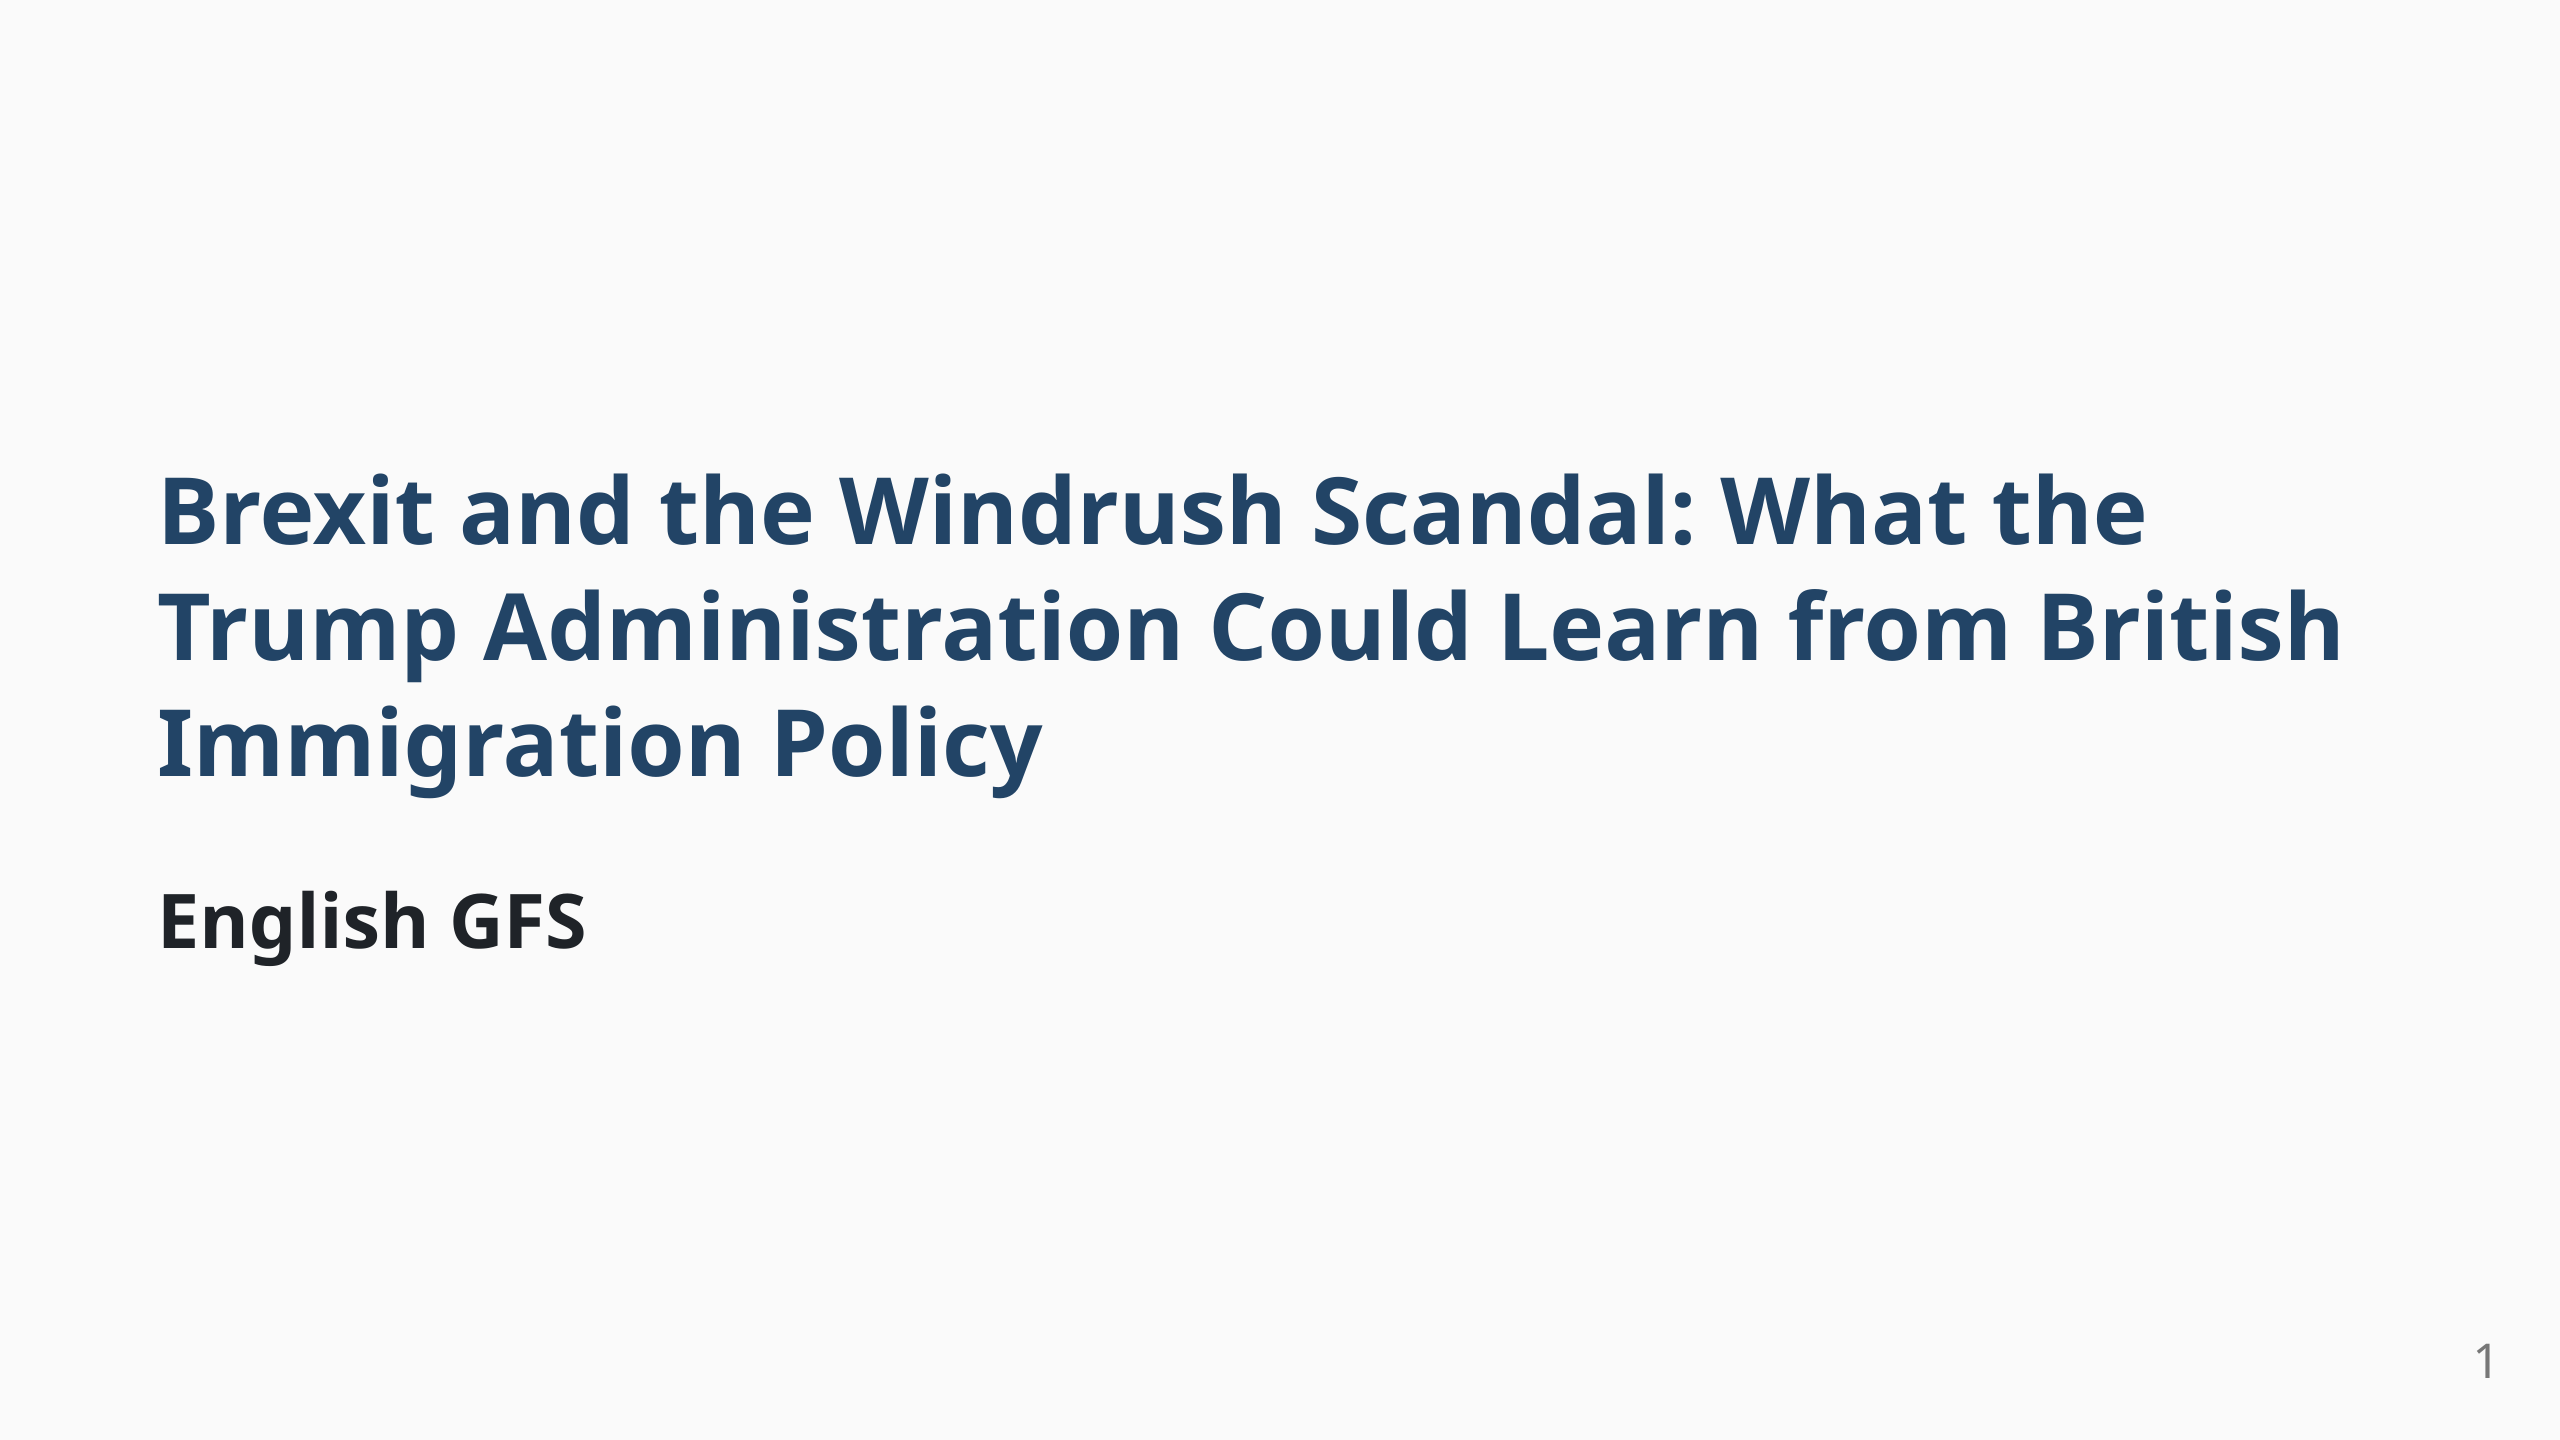 Brexit and the Windrush Scandal: What the
Trump Administration Could Learn from British
Immigration Policy
English GFS
1